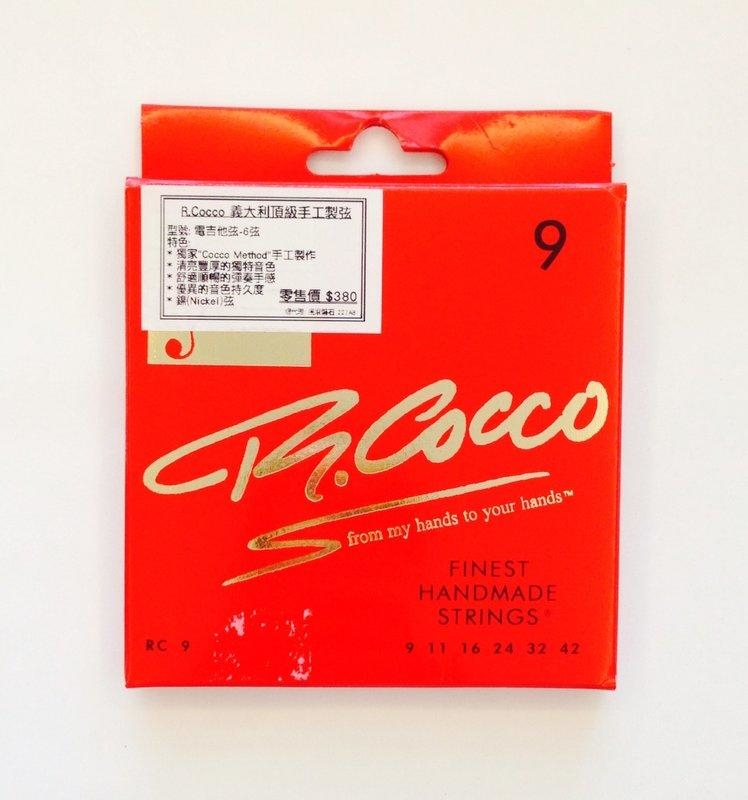 R.Cocco 義大利頂級手工製弦
型號: 電吉他弦-6弦
特色:
* 獨家"Cocco Method"手工製作
* 清亮豐厚的獨特音色
* 舒適順暢的彈奏手感
* 優異的音色持久度
* 鎳(Nickel)弦
零售價 $380
9
R.Cocco
from my hands to your hands™
FINEST
HANDMADE
STRINGS®
RC 9
9 11 16 24 32 42